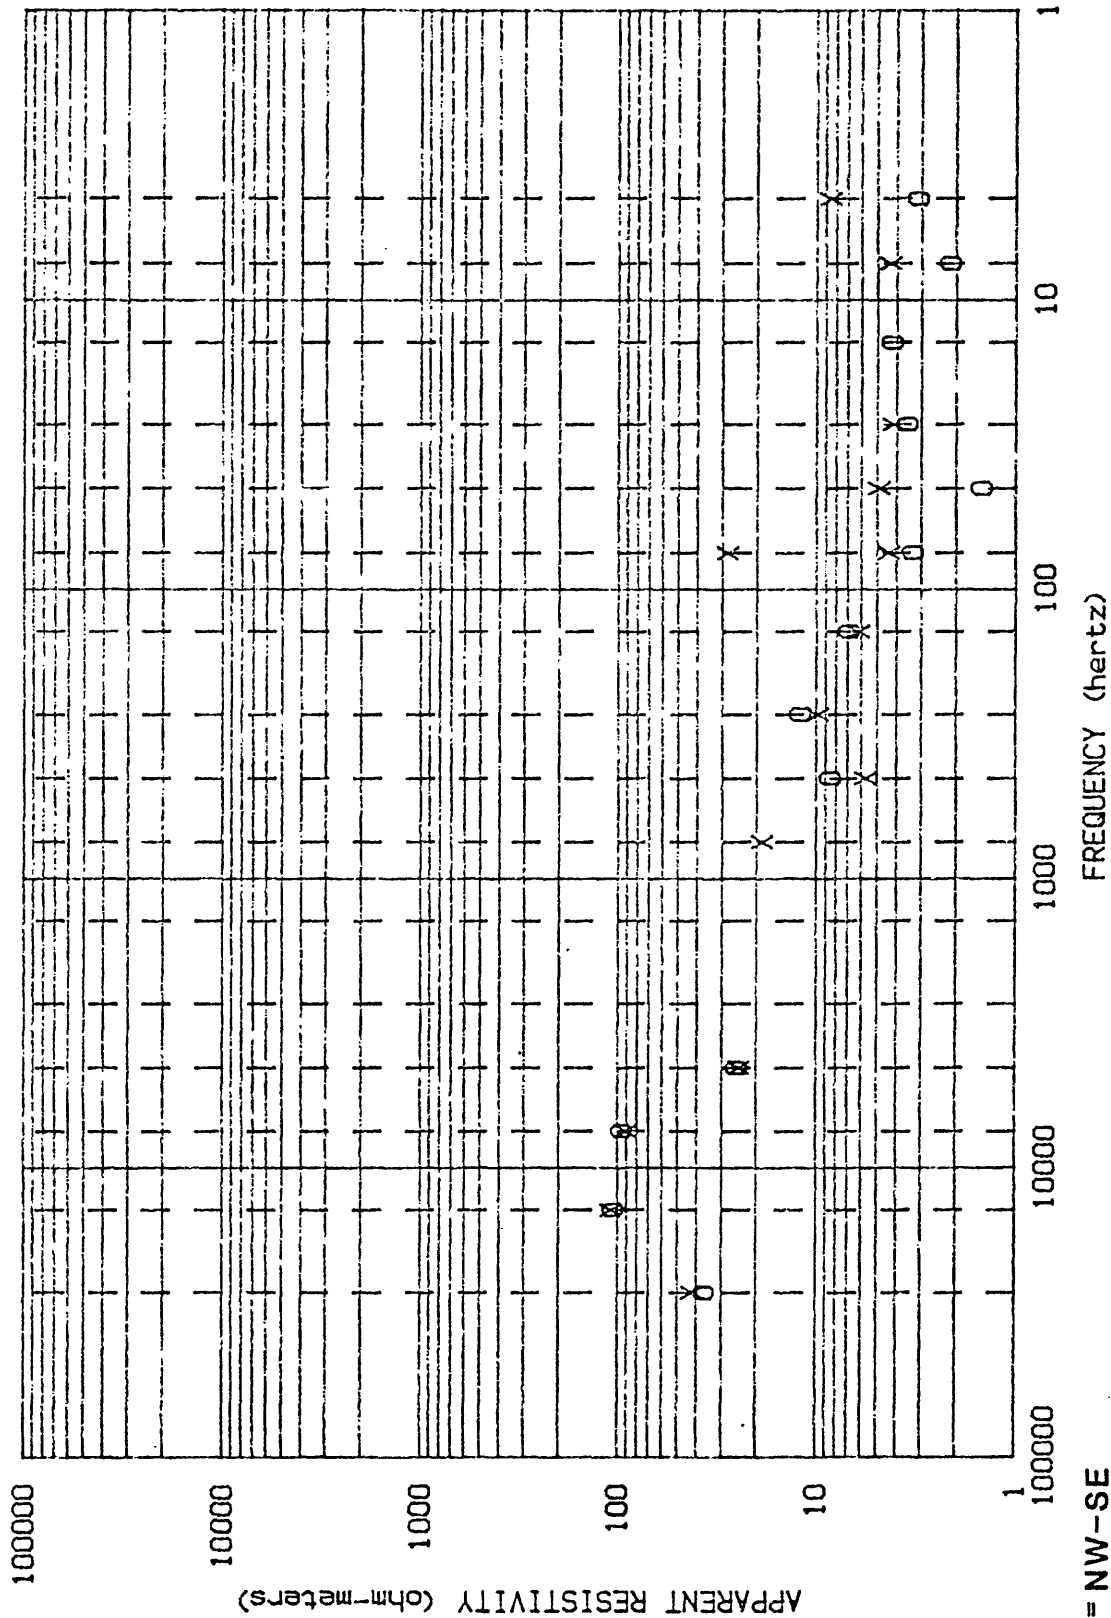 100000
10000
1000
100
10
1
APPARENT RESISTIVITY (ohm-meters)
100000 10000 1000 100 10 1
FREQUENCY (hertz)
= NW-SE